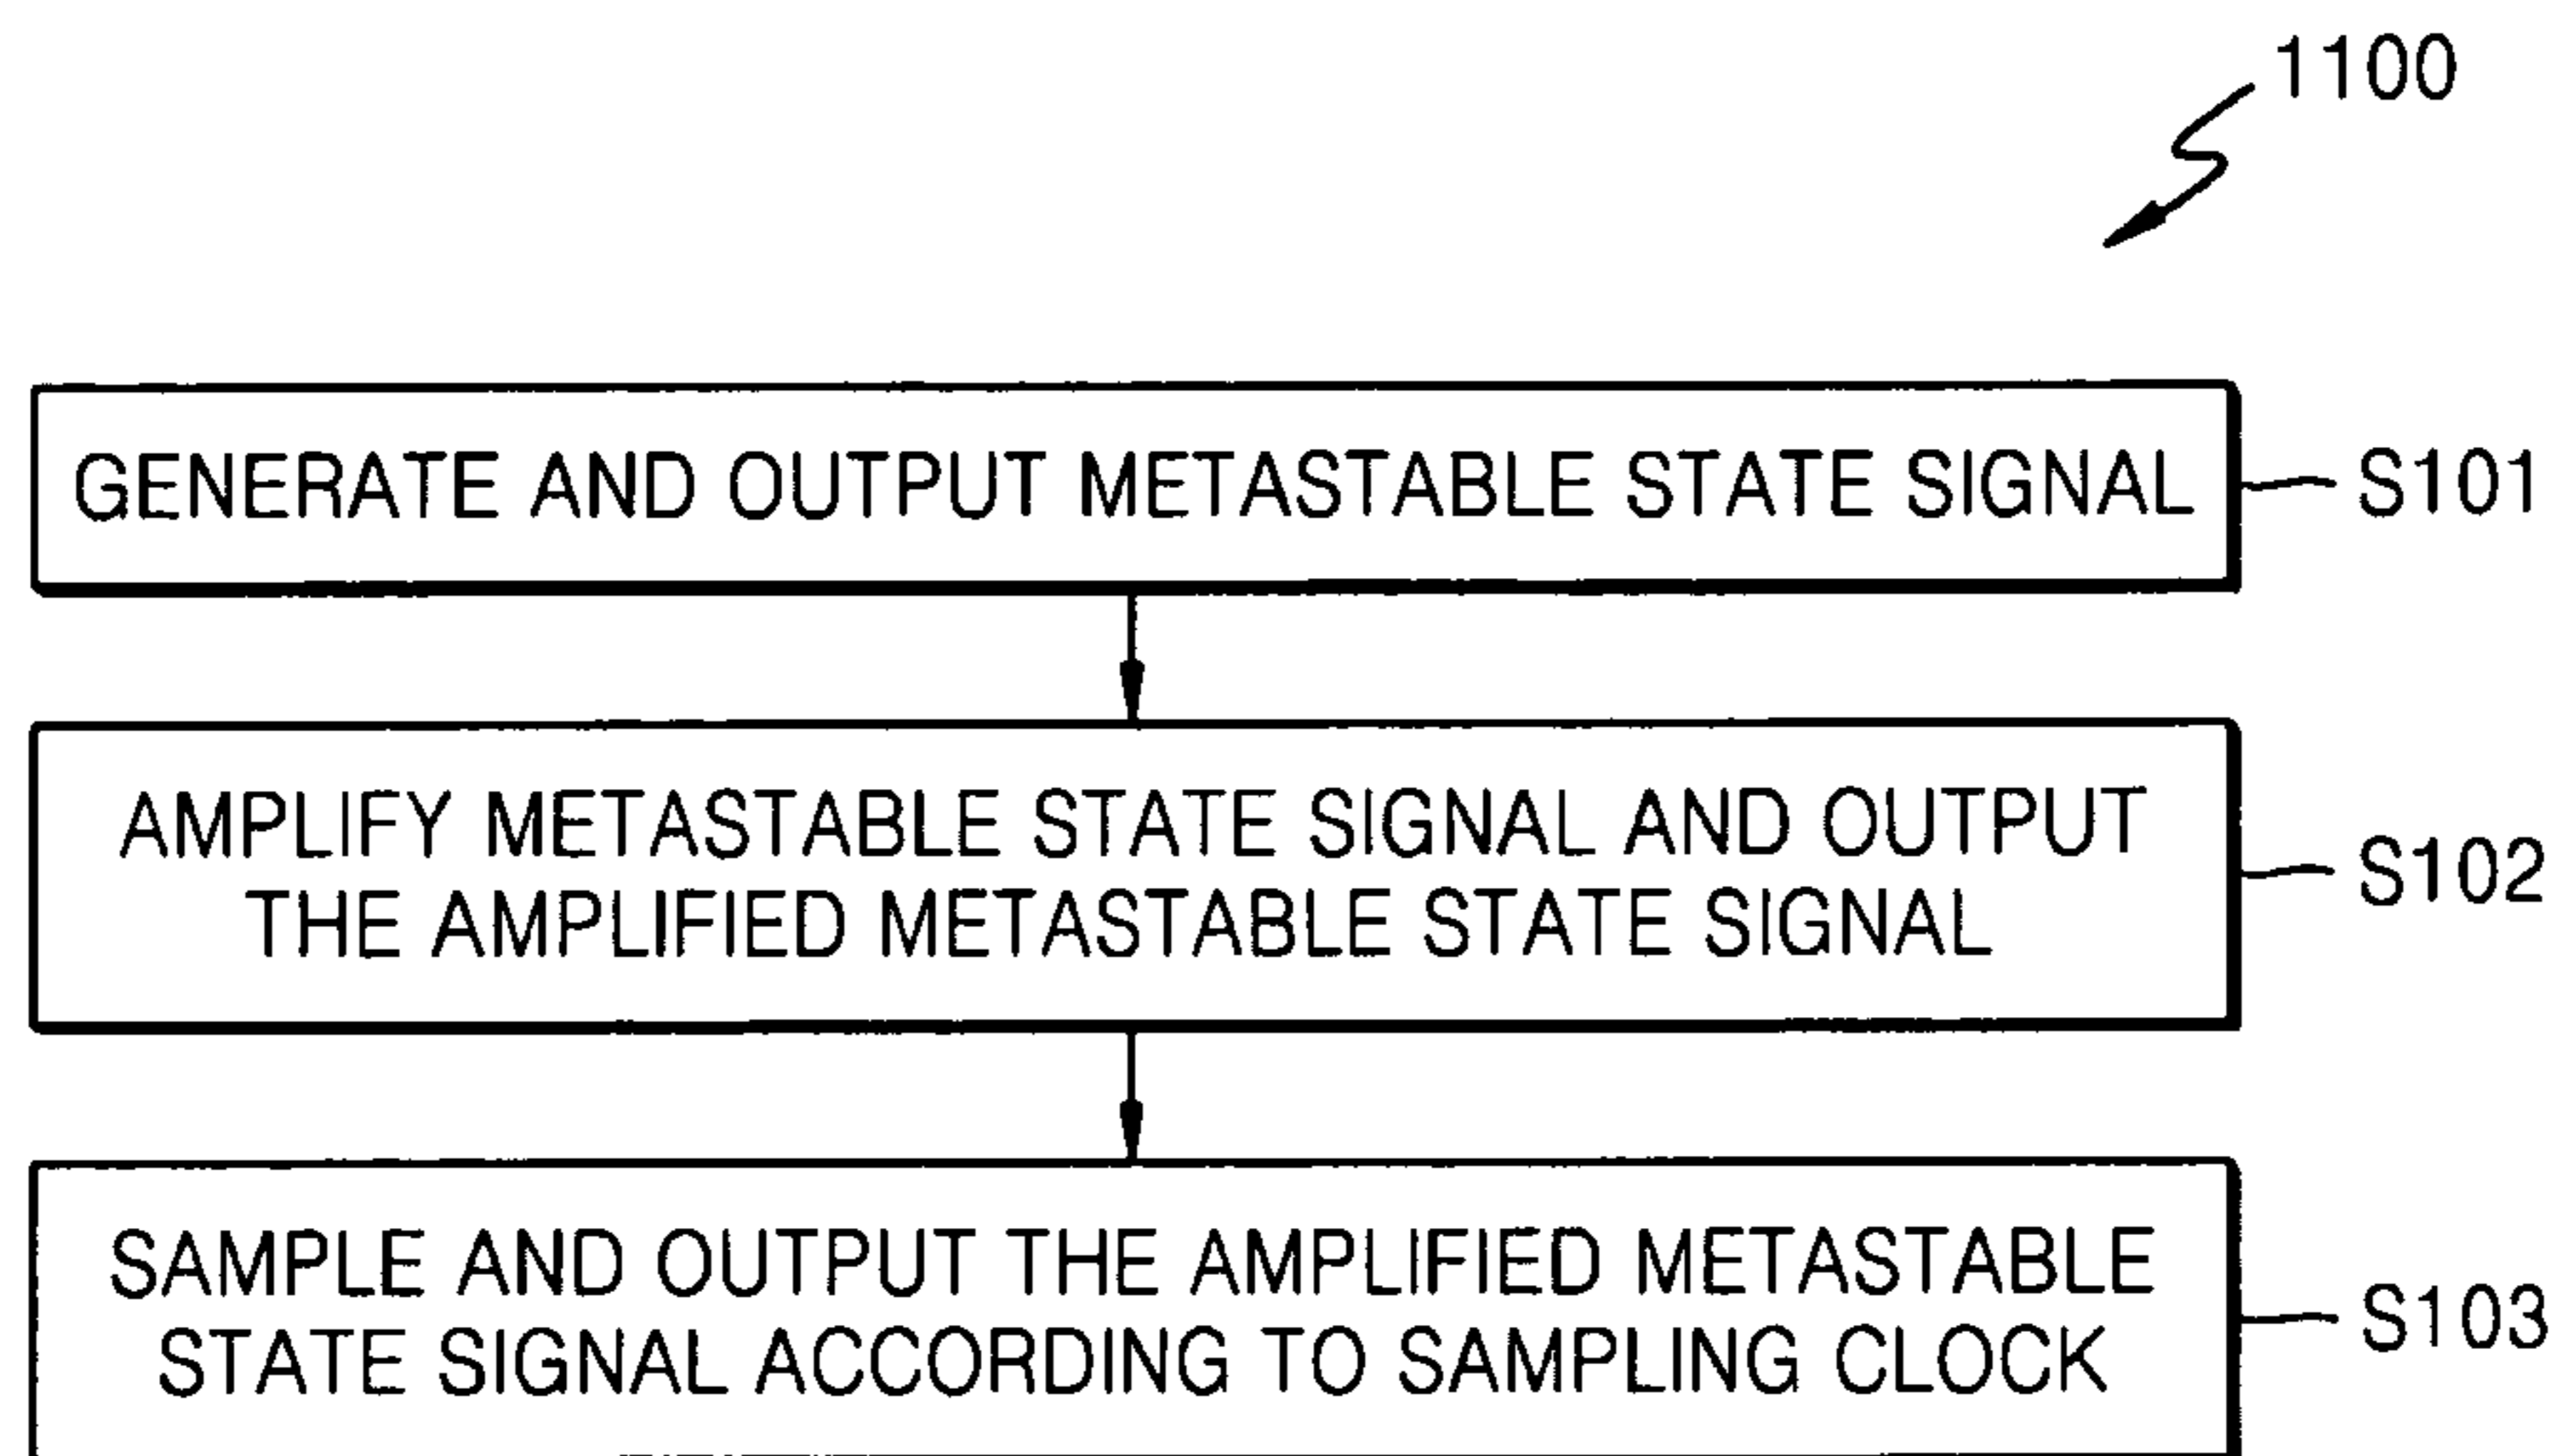 1100
GENERATE AND OUTPUT METASTABLE STATE SIGNAL
S101
AMPLIFY METASTABLE STATE SIGNAL AND OUTPUT
THE AMPLIFIED METASTABLE STATE SIGNAL
S102
SAMPLE AND OUTPUT THE AMPLIFIED METASTABLE
STATE SIGNAL ACCORDING TO SAMPLING CLOCK
S103